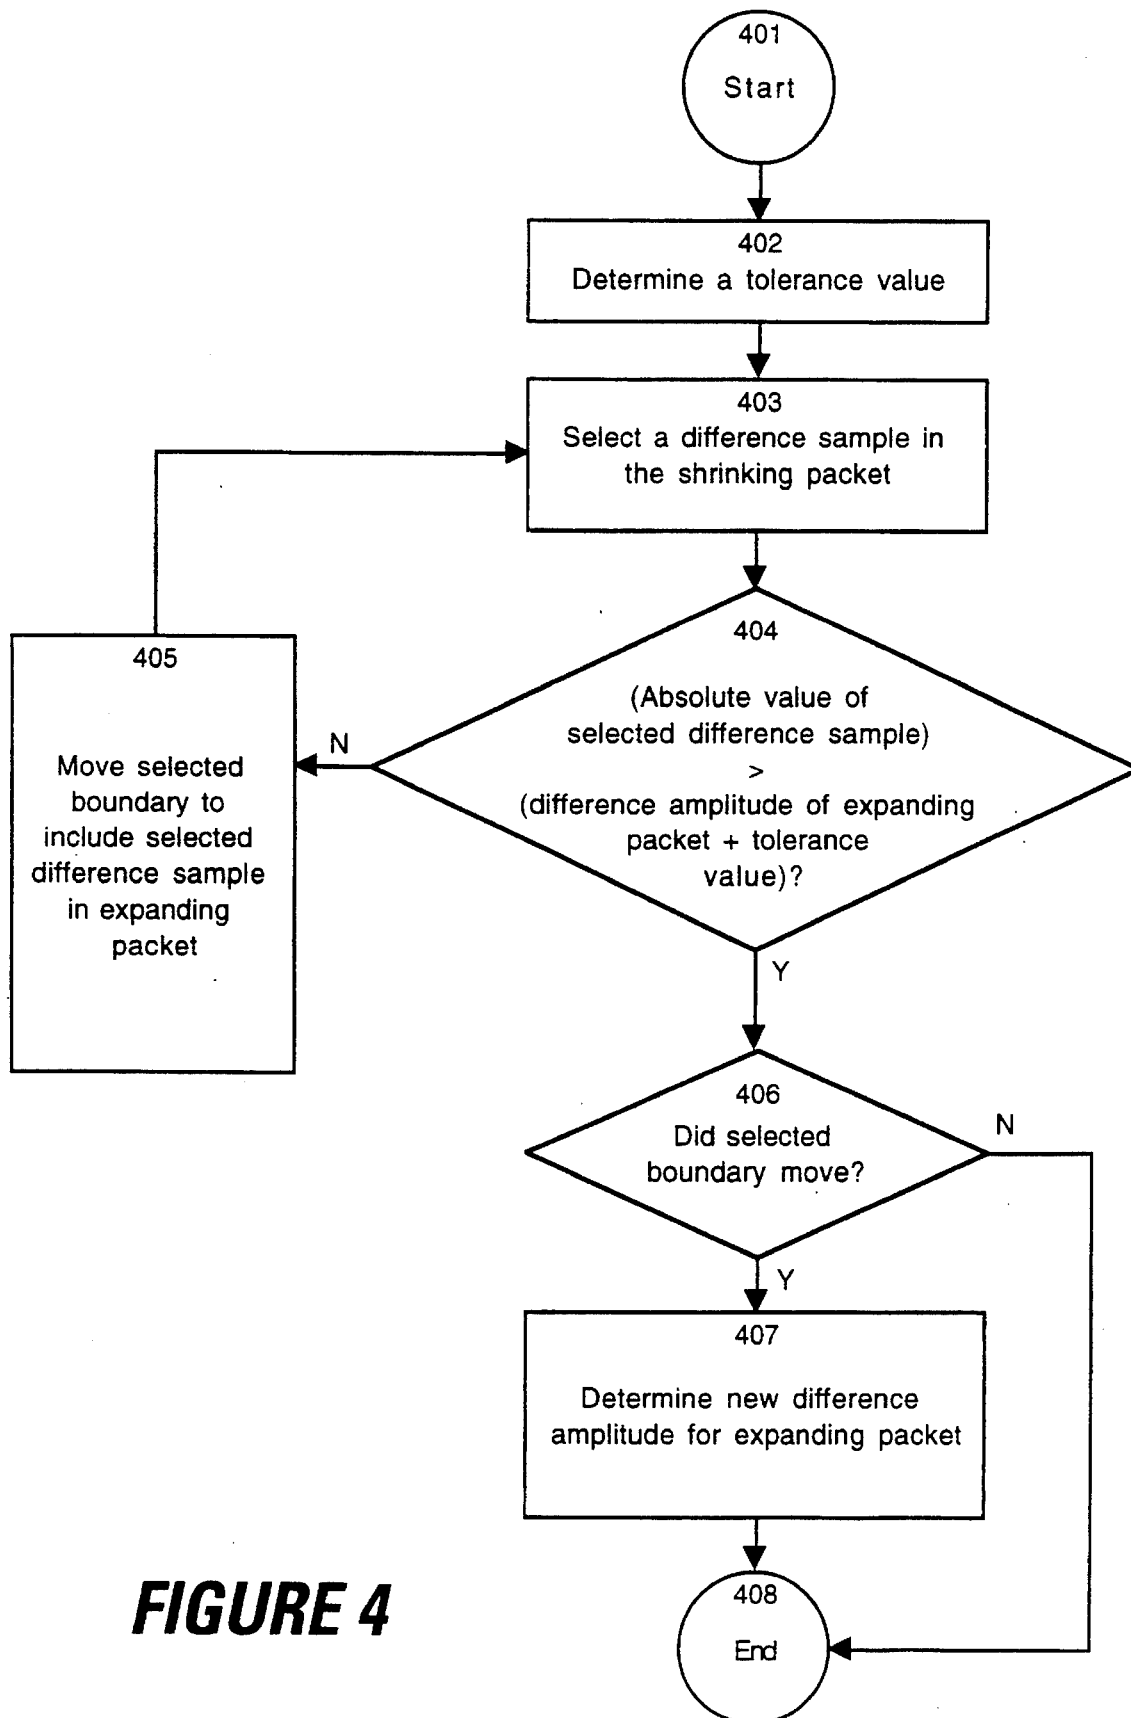 401
Start
402
Determine a tolerance value
403
Select a difference sample in
the shrinking packet
404
(Absolute value of
selected difference sample)
>
(difference amplitude of expanding
packet + tolerance
value)?
N
405
Move selected
boundary to
include selected
difference sample
in expanding
packet
Y
406
Did selected
boundary move?
N
Y
407
Determine new difference
amplitude for expanding packet
408
End
FIGURE 4